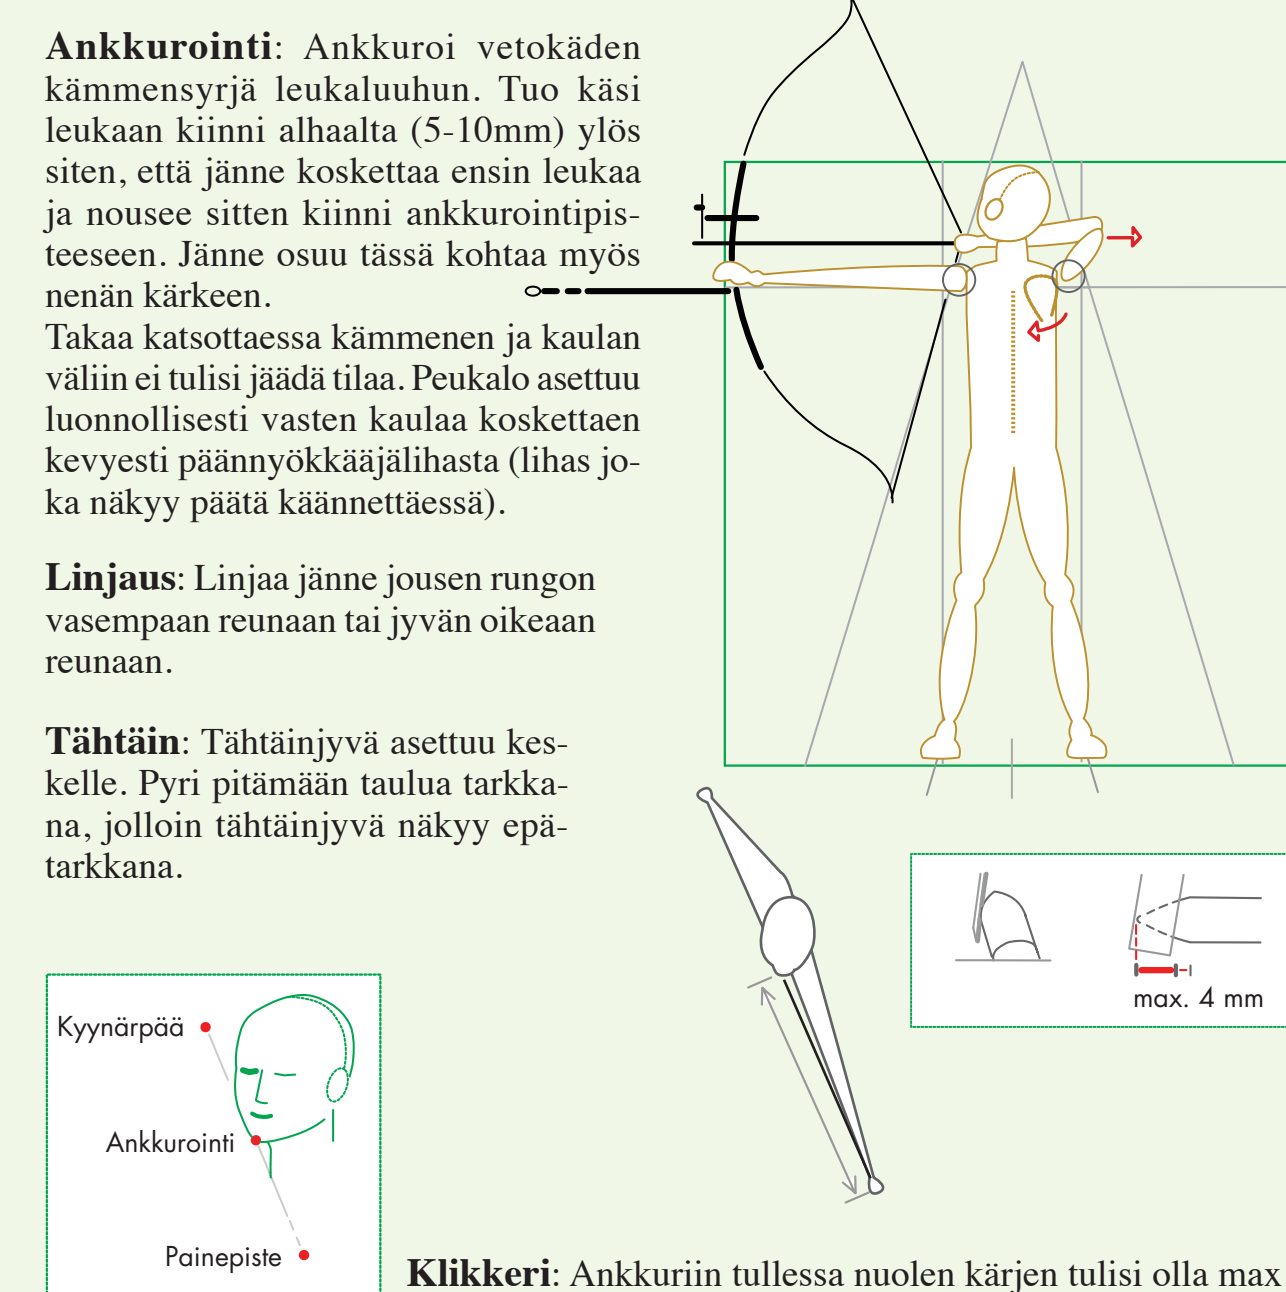 Ankkurointi: Ankkuroi vetokäden
kämmensyrjä leukaluuhun. Tuo käsi
leukaan kiinni alhaalta (5-10mm) ylös
siten, että jänne koskettaa ensin leukaa
ja nousee sitten kiinni ankkurointipis-
teeseen. Jänne osuu tässä kohtaa myös
nenän kärkeen.
Takaa katsottaessa kämmenen ja kaulan
väliin ei tulisi jäädä tilaa. Peukalo asettuu
luonnollisesti vasten kaulaa koskettaen
kevyesti päännyökkääjälihasta (lihas jo-
ka näkyy päätä käännettäessä).
Linjaus: Linjaa jänne jousen rungon
vasempaan reunaan tai jyvän oikeaan
reunaan.
Tähtäin: Tähtäinjyvä asettuu kes-
kelle. Pyri pitämään taulua tarkka-
na, jolloin tähtäinjyvä näkyy epä-
tarkkana.
max. 4 mm
Kyynärpää
Ankkurointi
Painepiste
Klikkeri: Ankkuriin tullessa nuolen kärjen tulisi olla max